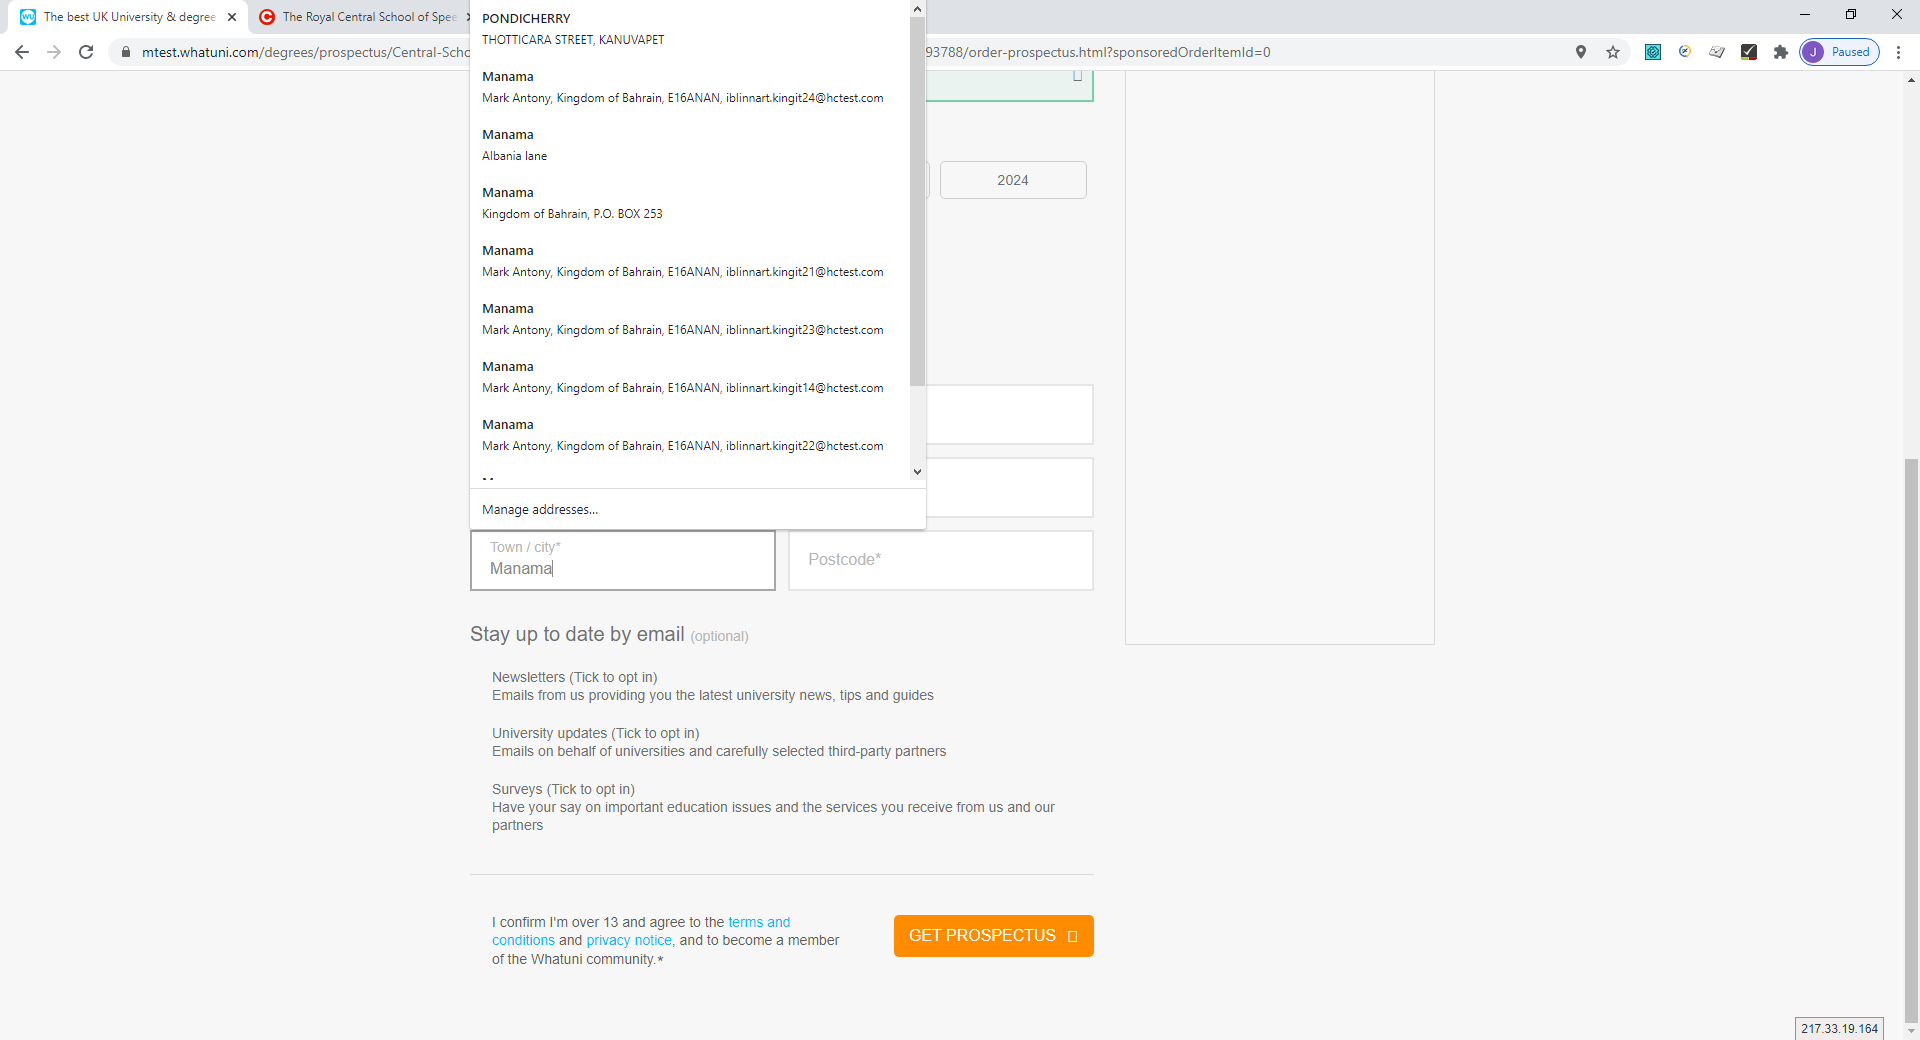 The best UK University & degree
The Royal Central School of Spee
mtest.whatuni.com/degrees/prospectus/Central-Scho
93788/order-prospectus.html?sponsoredOrderItemId=0
J Paused
PONDICHERRY
THOTTICARA STREET, KANUVAPET
Manama
Mark Antony, Kingdom of Bahrain, E16ANAN, iblinnart.kingit24@hctest.com
Manama
Albania lane
Manama
Kingdom of Bahrain, P.O. BOX 253
Manama
Mark Antony, Kingdom of Bahrain, E16ANAN, iblinnart.kingit21@hctest.com
Manama
Mark Antony, Kingdom of Bahrain, E16ANAN, iblinnart.kingit23@hctest.com
Manama
Mark Antony, Kingdom of Bahrain, E16ANAN, iblinnart.kingit14@hctest.com
Manama
Mark Antony, Kingdom of Bahrain, E16ANAN, iblinnart.kingit22@hctest.com
Manage addresses...
2024
Town / city*
Manama
Postcode*
Stay up to date by email (optional)
Newsletters (Tick to opt in)
Emails from us providing you the latest university news, tips and guides
University updates (Tick to opt in)
Emails on behalf of universities and carefully selected third-party partners
Surveys (Tick to opt in)
Have your say on important education issues and the services you receive from us and our
partners
I confirm I'm over 13 and agree to the terms and
conditions and privacy notice, and to become a member
of the Whatuni community.*
GET PROSPECTUS
217.33.19.164